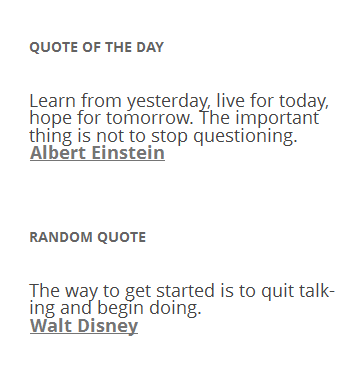 QUOTE OF THE DAY
Learn from yesterday, live for today,
hope for tomorrow. The important
thing is not to stop questioning.
Albert Einstein
RANDOM QUOTE
The way to get started is to quit talk-
ing and begin doing.
Walt Disney